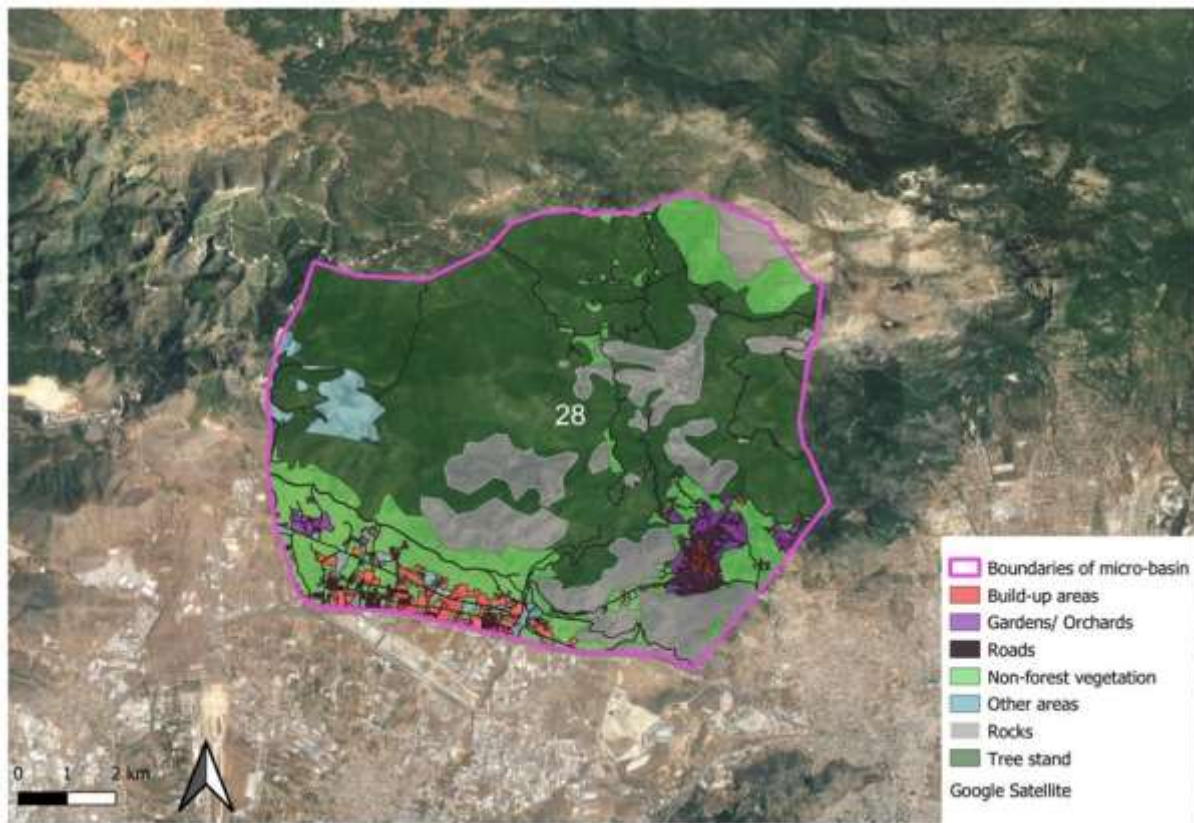 28
Boundaries of micro-basin
Build-up areas
Gardens/ Orchards
Roads
Non-forest vegetation
Other areas
Rocks
Tree stand
Google Satellite
0 1 2 km